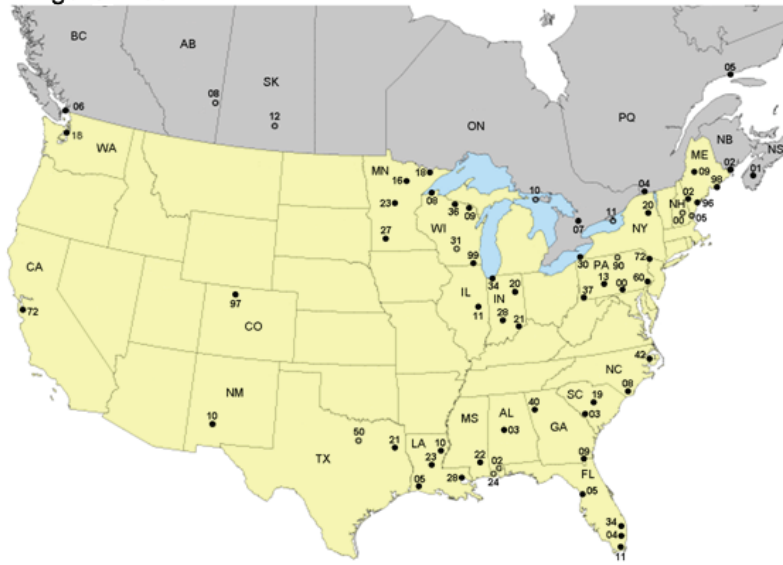 BC
AB
SK
ON
PQ
NB
NS
05
08
12
06
18
WA
MN
18
16
08
23
27
WI
36
09
31
99
10
07
11
04
20
NY
ME
09
02
01
98
02
NH
00
96
05
CA
72
97
CO
NM
10
IL
11
34
IN
20
28
21
30
PA
90
72
13
00
60
37
42
NC
08
SC
19
03
TX
50
21
LA
10
23
05
28
MS
22
AL
03
02
24
40
GA
09
FL
05
34
04
11